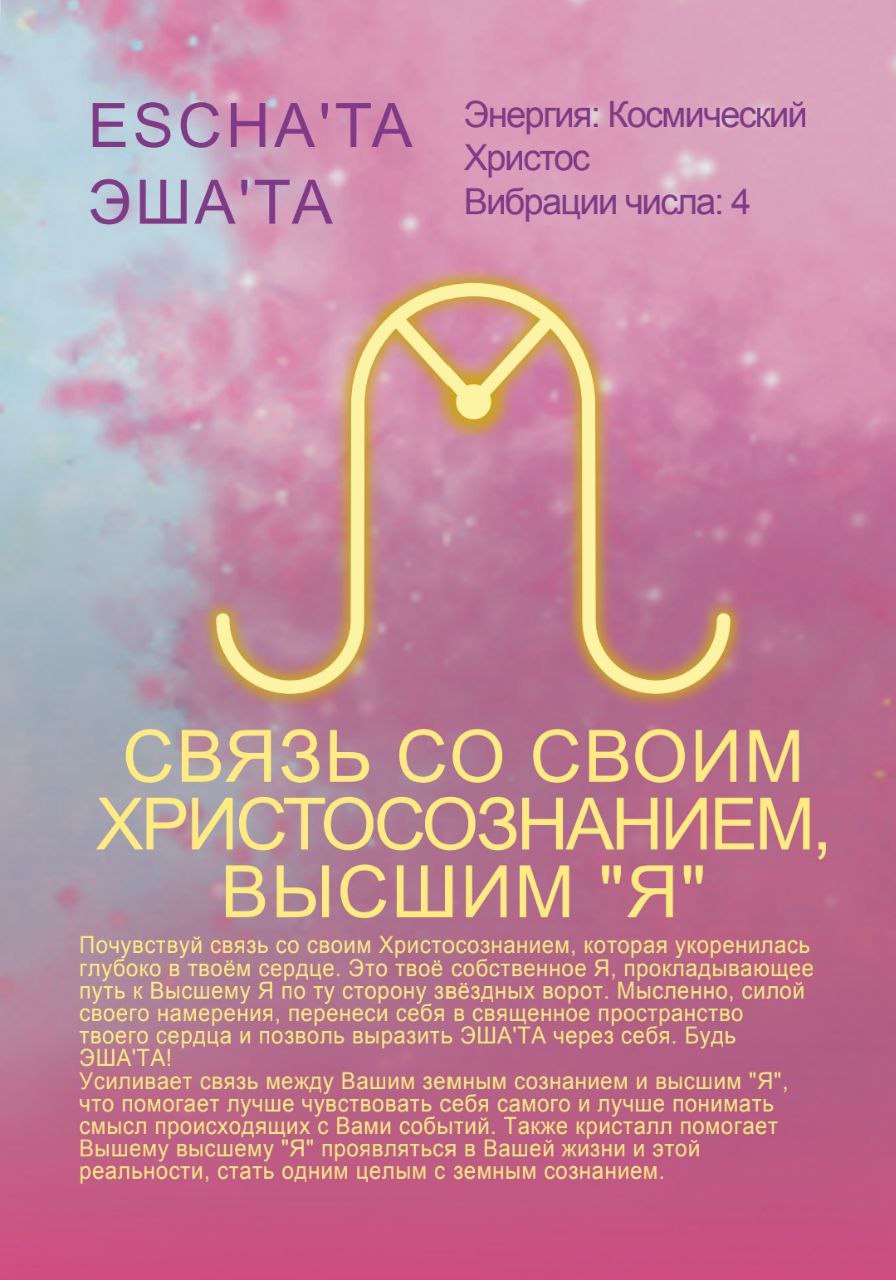 ESCHA'TA
ЭША'ТА
Энергия: Космический
Христос
Вибрации числа: 4
СВЯЗЬ СО СВОИМ
ХРИСТОСОЗНАНИЕМ,
ВЫСШИМ "Я"
Почувствуй связь со своим Христосознанием, которая укоренилась
глубоко в твоём сердце. Это твоё собственное Я, прокладывающее
путь к Высшему Я по ту сторону звёздных ворот. Мысленно, силой
своего намерения, перенеси себя в священное пространство
твоего сердца и позволь выразить ЭША'ТА через себя. Будь
ЭША'ТА!
Усиливает связь между Вашим земным сознанием и высшим "Я",
что помогает лучше чувствовать себя самого и лучше понимать
смысл происходящих с Вами событий. Также кристалл помогает
Вышему высшему "Я" проявляться в Вашей жизни и этой
реальности, стать одним целым с земным сознанием.